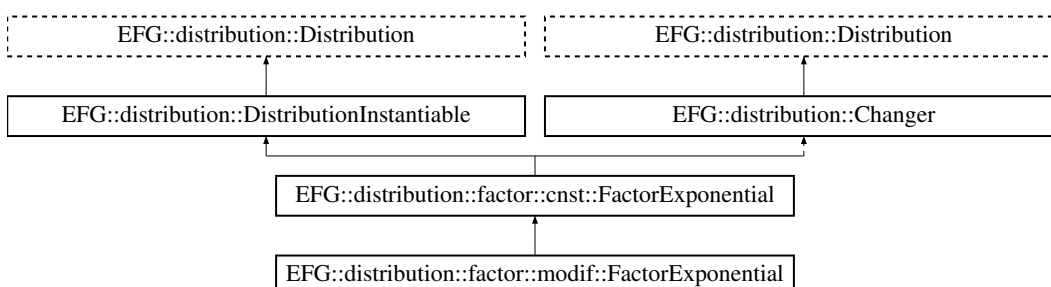 EFG::distribution::Distribution
EFG::distribution::Distribution
EFG::distribution::DistributionInstantiable
EFG::distribution::Changer
EFG::distribution::factor::cnst::FactorExponential
EFG::distribution::factor::modif::FactorExponential